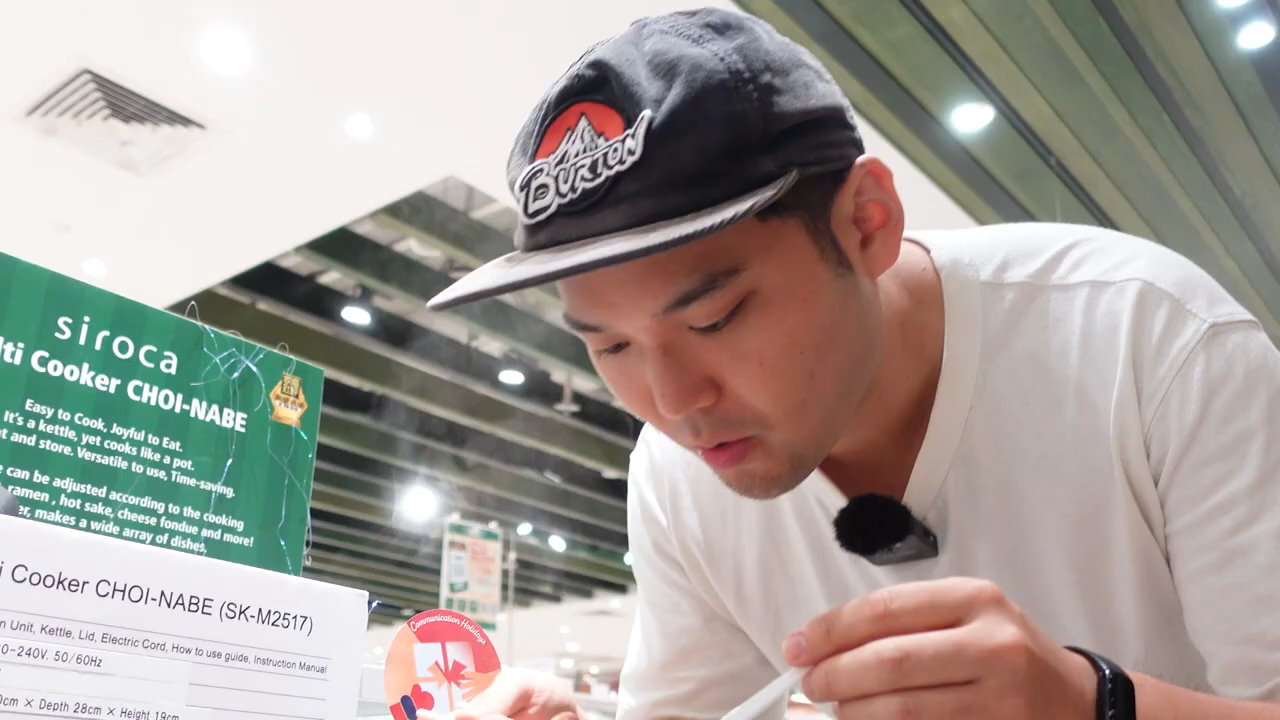 BURTON
siroca
lti Cooker CHOI-NABE
Easy to Cook, Joyful to Eat.
It's a kettle, yet cooks like a pot.
t and store. Versatile to use, Time-saving.
e can be adjusted according to the cooking
ramen , hot sake, cheese fondue and more!
er, makes a wide array of dishes.
i Cooker CHOI-NABE (SK-M2517)
n Unit, Kettle, Lid, Electric Cord, How to use guide, Instruction Manual
0-240V. 50/60Hz
0cm × Depth 28cm × Height 19cm
Communication Holidays